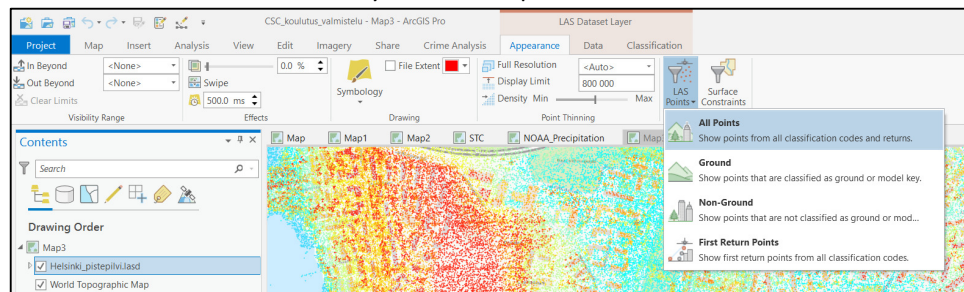 CSC_koulutus_valmistelu - Map3 - ArcGIS Pro
LAS Dataset Layer
Project Map Insert Analysis View Edit Imagery Share Crime Analysis Appearance Data Classification
In Beyond <None>
Out Beyond <None>
Clear Limits
Visibility Range
0.0 %
Swipe
500.0 ms
Effects
Symbology
File Extent
Drawing
Full Resolution <Auto>
Display Limit 800 000
Density Min Max
Point Thinning
LAS
Points
Surface
Constraints
All Points
Show points from all classification codes and returns.
Ground
Show points that are classified as ground or model key.
Non-Ground
Show points that are not classified as ground or mod...
First Return Points
Show first return points from all classification codes.
Contents
Search
Drawing Order
Map3
Helsinki_pistepilvi.lasd
World Topographic Map
Map Map1 Map2 STC NOAA_Precipitation Map